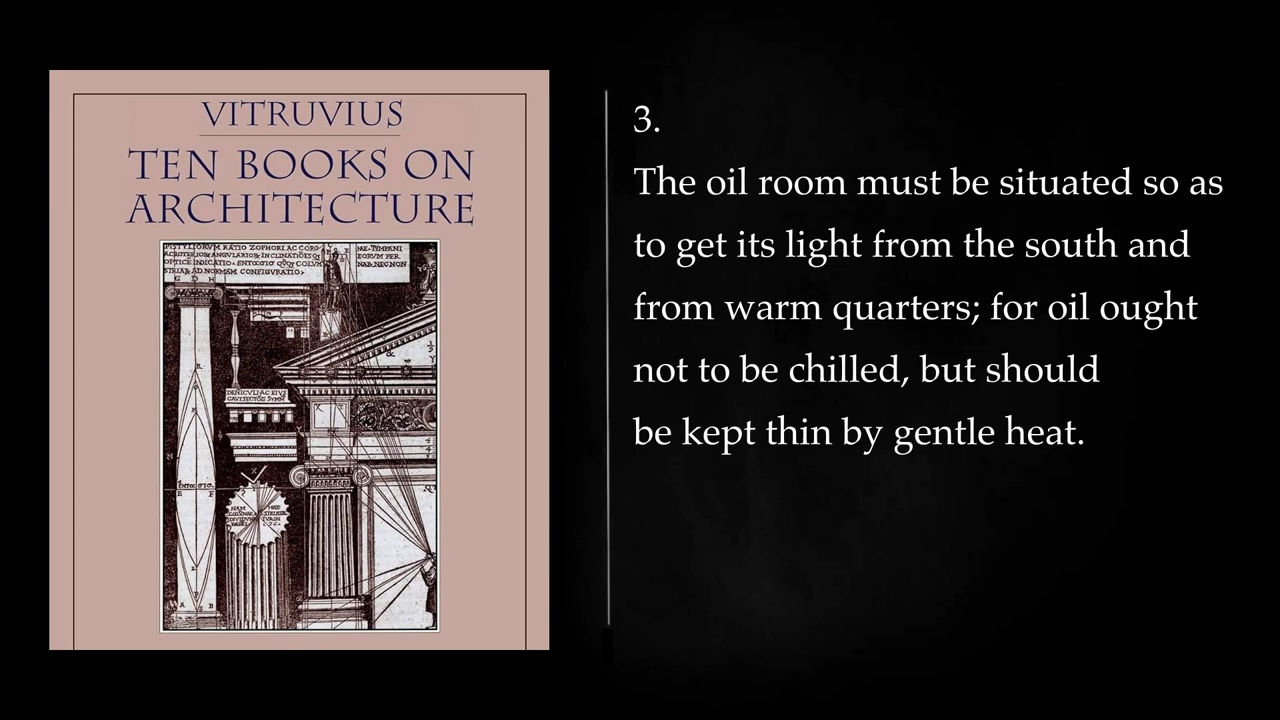 VITRUVIUS
TEN BOOKS ON
ARCHITECTURE
3.
The oil room must be situated so as
to get its light from the south and
from warm quarters; for oil ought
not to be chilled, but should
be kept thin by gentle heat.